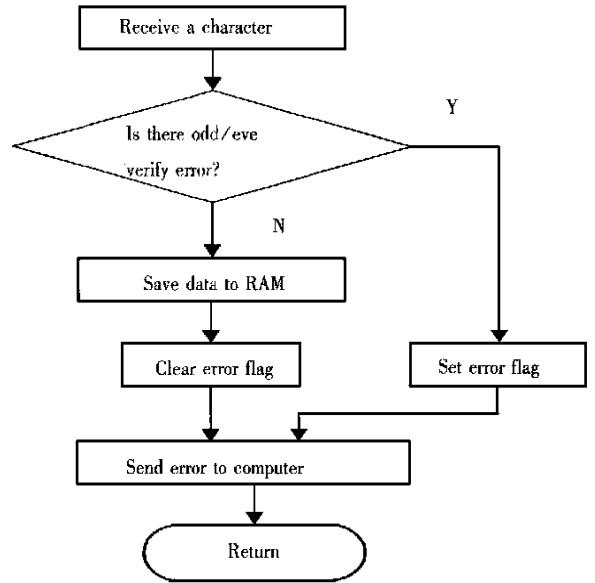 Receive a character
Y
Is there odd/eve
verify error?
N
Save data to RAM
Clear error flag
Set error flag
Send error to computer
Return